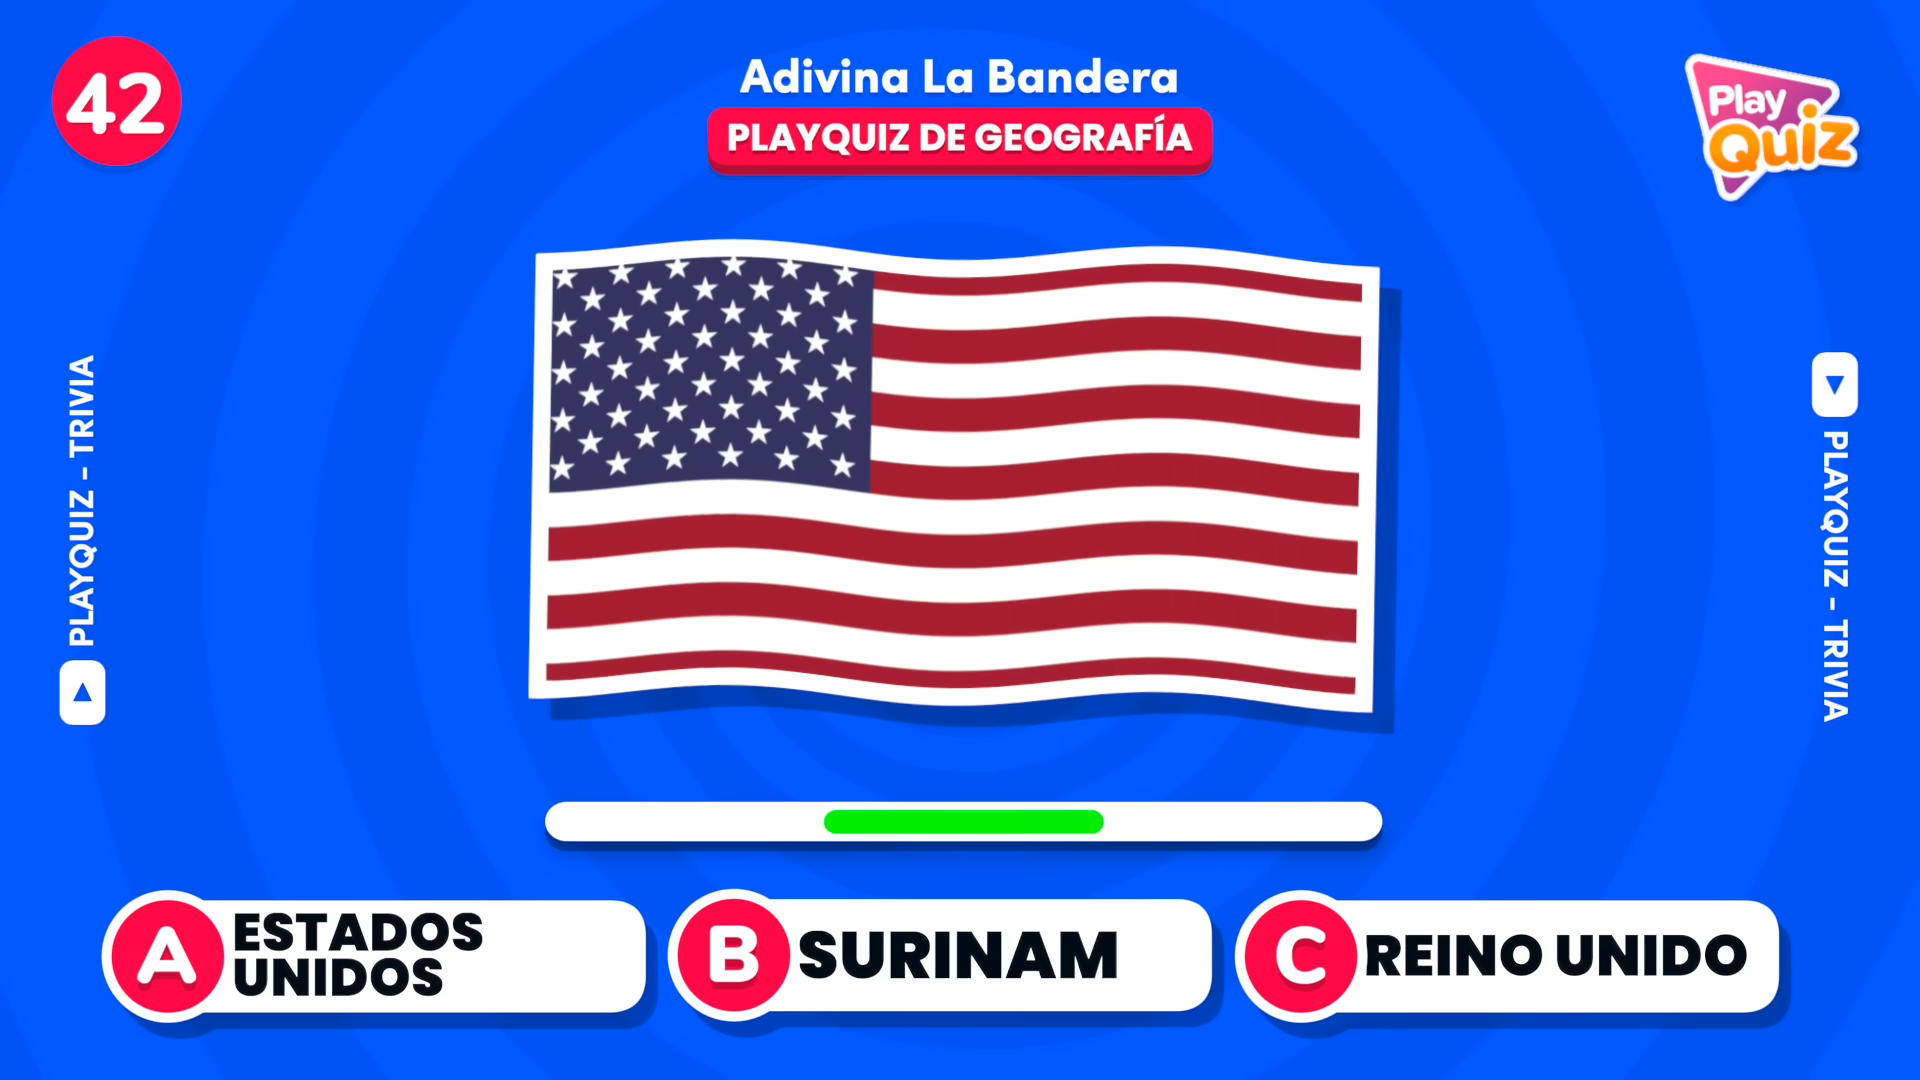 42
Adivina La Bandera
PLAYQUIZ DE GEOGRAFÍA
Play
Quiz
PLAYQUIZ - TRIVIA
PLAYQUIZ - TRIVIA
A
ESTADOS
UNIDOS
B
SURINAM
C
REINO UNIDO